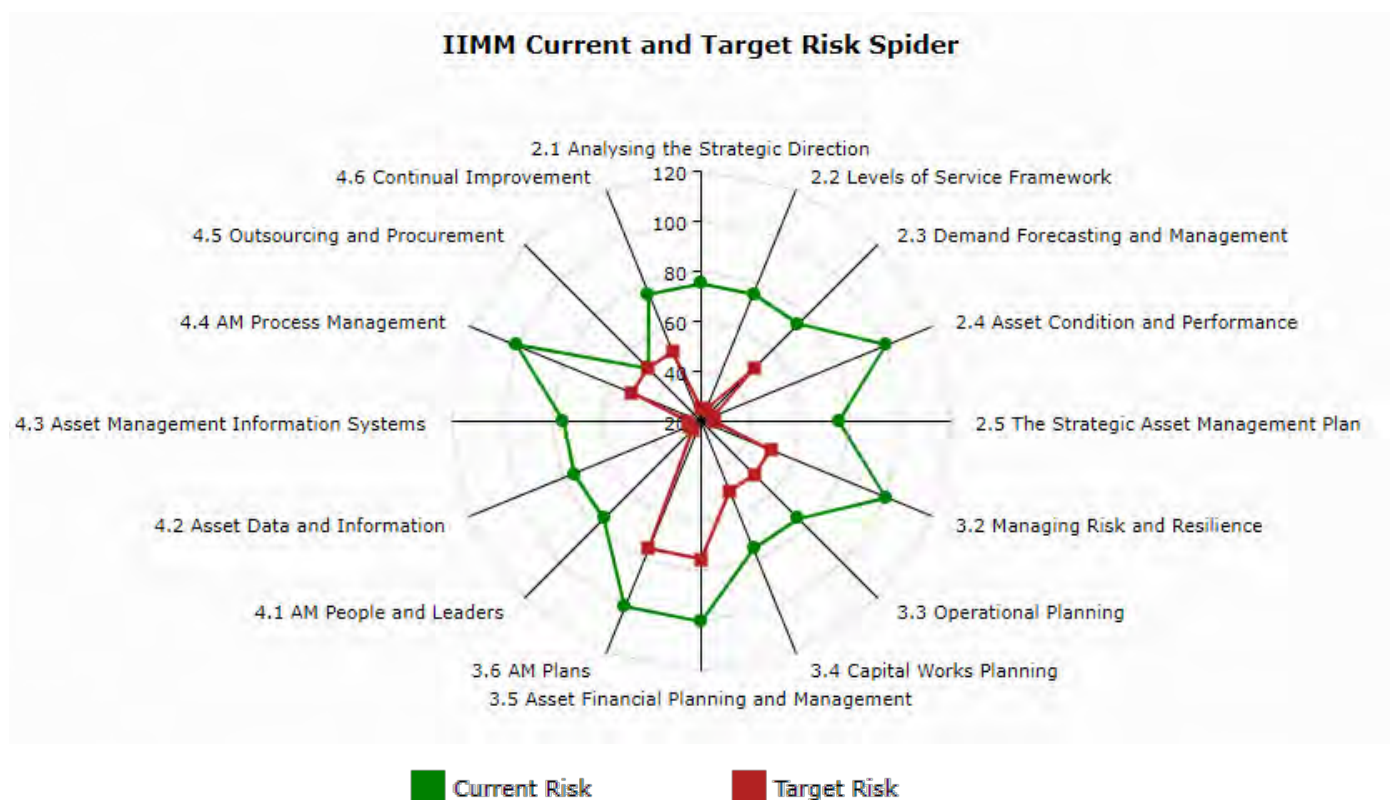 IIMM Current and Target Risk Spider
2.1 Analysing the Strategic Direction
4.6 Continual Improvement
120
2.2 Levels of Service Framework
4.5 Outsourcing and Procurement
100
2.3 Demand Forecasting and Management
80
4.4 AM Process Management
60
2.4 Asset Condition and Performance
40
4.3 Asset Management Information Systems
20
2.5 The Strategic Asset Management Plan
4.2 Asset Data and Information
3.2 Managing Risk and Resilience
4.1 AM People and Leaders
3.3 Operational Planning
3.6 AM Plans
3.4 Capital Works Planning
3.5 Asset Financial Planning and Management
Current Risk
Target Risk